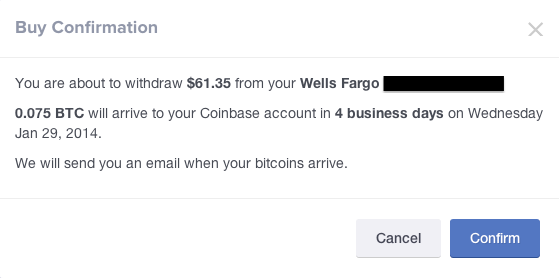 Buy Confirmation
You are about to withdraw $61.35 from your Wells Fargo
0.075 BTC will arrive to your Coinbase account in 4 business days on Wednesday
Jan 29, 2014.
We will send you an email when your bitcoins arrive.
Cancel Confirm